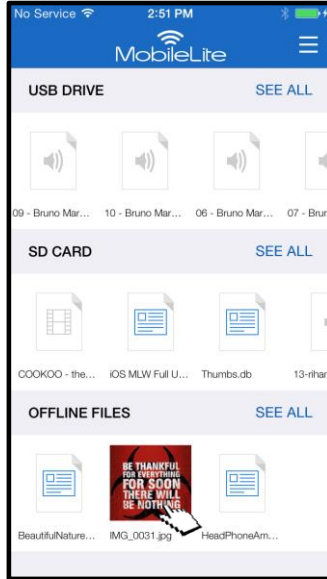 No Service 2:51 PM
MobileLite
USB DRIVE SEE ALL
09 - Bruno Mar... 10 - Bruno Mar... 06 - Bruno Mar... 07 - Brun
SD CARD SEE ALL
COOKOO - the... iOS MLW Full U... Thumbs.db 13-rihan
OFFLINE FILES SEE ALL
BE THANKFUL
FOR EVERYTHING
FOR SOON
THERE WILL
BE NOTHING
BeautifulNature... IMG_0031.jpg HeadPhoneAm...